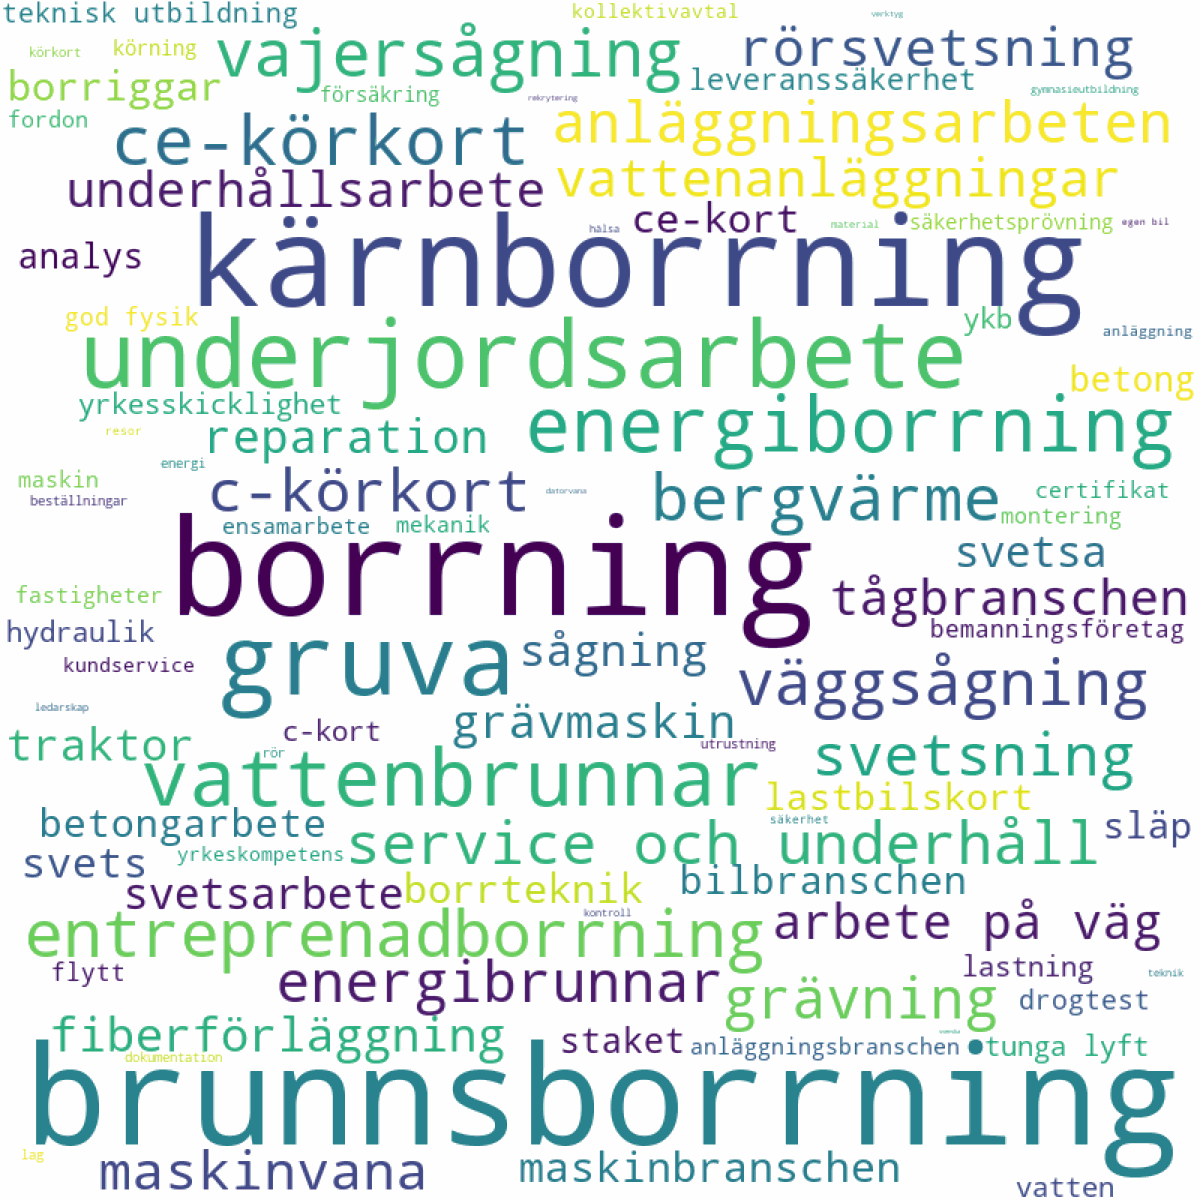 teknisk utbildning
kollektivavtal
verktyg
körkort
körning
vajersågning
rörsvetsning
borriggar
försäkring
leveranssäkerhet
rekrytering
gymnasieutbildning
fordon
ce-körkort
anläggningsarbeten
underhållsarbete
vattenanläggningar
ce-kort
hälsa
material
säkerhetsprövning
egen bil
analys
kärnborrning
god fysik
underjordsarbete
ykb
anläggning
betong
yrkesskicklighet
resor
reparation
energiborrning
energi
maskin
beställningar
c-körkort
datorvana
bergvärme
certifikat
montering
ensamarbete
mekanik
borrning
svetsa
fastigheter
tågbranschen
hydraulik
bemanningsföretag
kundservice
gruva
sågning
väggsågning
ledarskap
c-kort
grävmaskin
utrustning
traktor
rör
svetsning
vattenbrunnar
lastbilskort
betongarbete
säkerhet
släp
svets
yrkeskompetens
service och underhåll
svetsarbete
borrteknik
bilbranschen
kontroll
entreprenadborrning
arbete på väg
flytt
energibrunnar
lastning
teknik
grävning
drogtest
fiberförläggning
svenska
staket
anläggningsbranschen
tunga lyft
dokumentation
brunnsborrning
lag
maskinvana
maskinbranschen
vatten